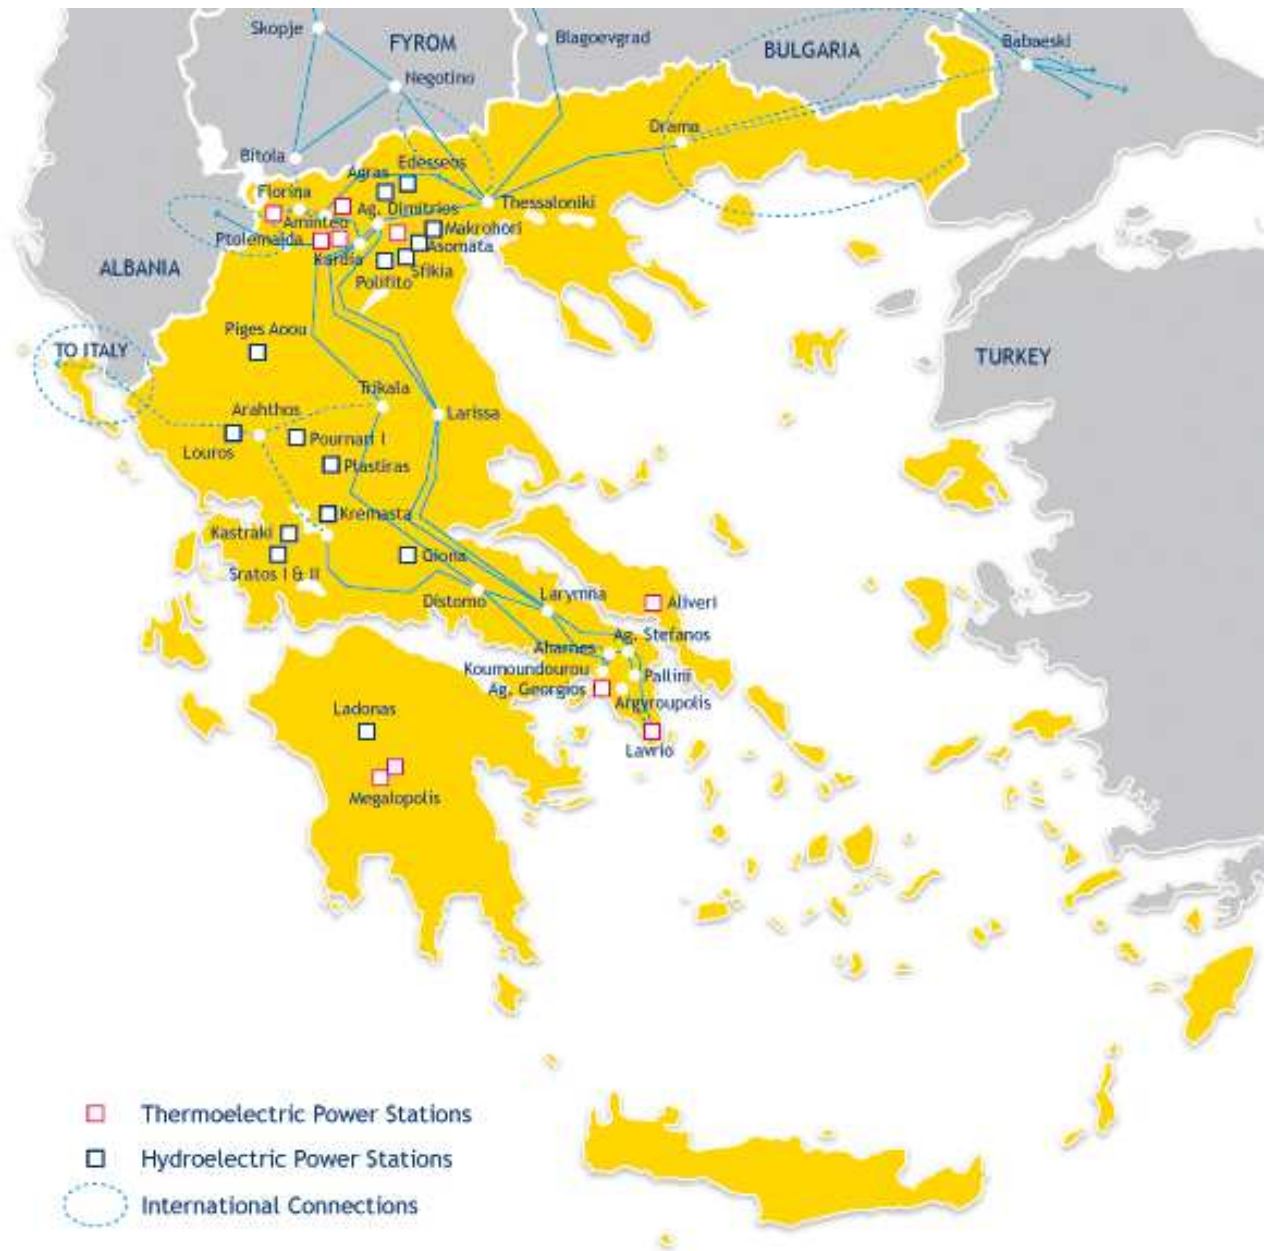 Skopje
FYROM
Blagoevgrad
BULGARIA
Babaeski
Negotino
Drama
Bitola
Edesseos
Agras
Florina
Thessaloniki
Ag. Dimitrios
Aminteo
Makrohori
Ptolemaida
Asomata
Kardia
Sfikia
Polifito
ALBANIA
Piges Aoou
TO ITALY
TURKEY
Trikala
Arahthos
Larissa
Pournari I
Louros
Plastiras
Kremasta
Kastraki
Giona
Sratos I & II
Distomo
Larymna
Aliveri
Ag. Stefanos
Aharnes
Koumoundourou
Pallini
Ag. Georgios
Argyroupolis
Ladonas
Lavrio
Megalopolis
Thermoelectric Power Stations
Hydroelectric Power Stations
International Connections